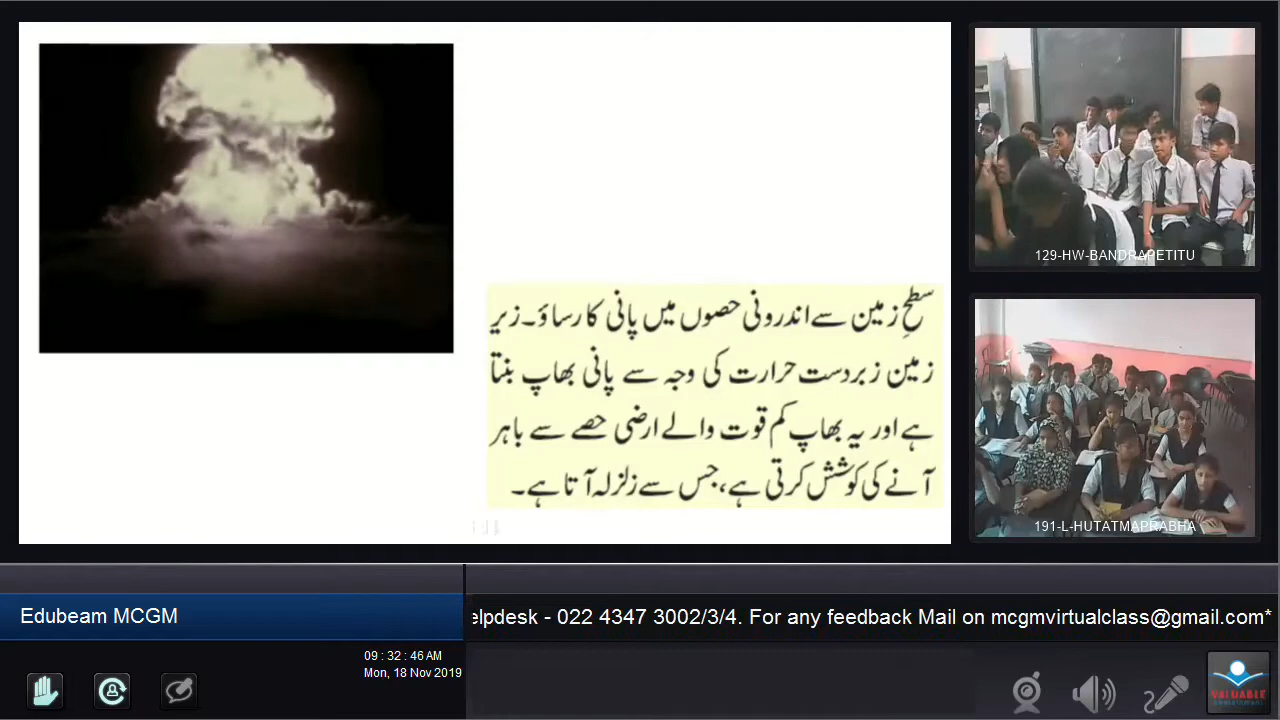 سطحِ زمین سے اندرونی حصوں میں پانی کا رساؤ۔ زیرِ
زمین زبردست حرارت کی وجہ سے پانی بھاپ بنتا
ہے اور یہ بھاپ کم قوت والے ارضی حصے سے باہر
آنے کی کوشش کرتی ہے، جس سے زلزلہ آتا ہے۔
129-HW-BANDRAPETITU
191-L-HUTATMAPRABHA
Edubeam MCGM
elpdesk - 022 4347 3002/3/4. For any feedback Mail on mcgmvirtualclass@gmail.com*
09 : 32 : 46 AM
Mon, 18 Nov 2019
VALUABLE